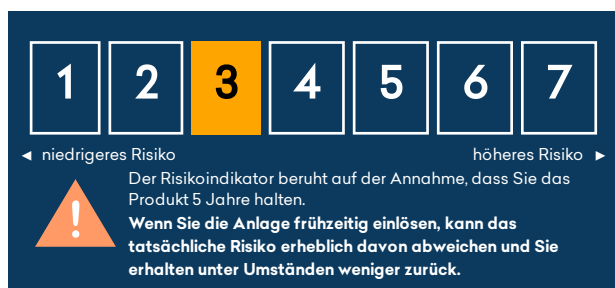 1 2 3 4 5 6 7
◄ niedrigeres Risiko höheres Risiko ►
Der Risikoindikator beruht auf der Annahme, dass Sie das
Produkt 5 Jahre halten.
Wenn Sie die Anlage frühzeitig einlösen, kann das
tatsächliche Risiko erheblich davon abweichen und Sie
erhalten unter Umständen weniger zurück.